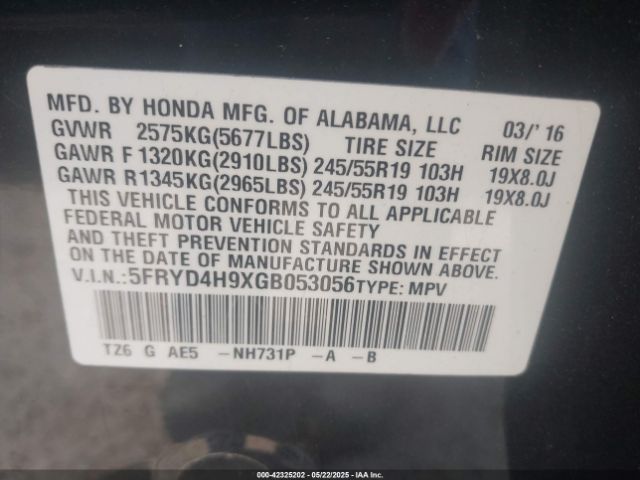 MFD. BY HONDA MFG. OF ALABAMA, LLC 03/'16
GVWR 2575KG(5677LBS) TIRE SIZE RIM SIZE
GAWR F 1320KG(2910LBS) 245/55R19 103H 19X8.0J
GAWR R1345KG(2965LBS) 245/55R19 103H 19X8.0J
THIS VEHICLE CONFORMS TO ALL APPLICABLE
FEDERAL MOTOR VEHICLE SAFETY
AND THEFT PREVENTION STANDARDS IN EFFECT
ON THE DATE OF MANUFACTURE SHOWN ABOVE.
V.I.N.:5FRYD4H9XGB053056TYPE: MPV
TZ6 G AE5 -NH731P -A -B
000-42325202 - 05/22/2025 - IAA Inc.